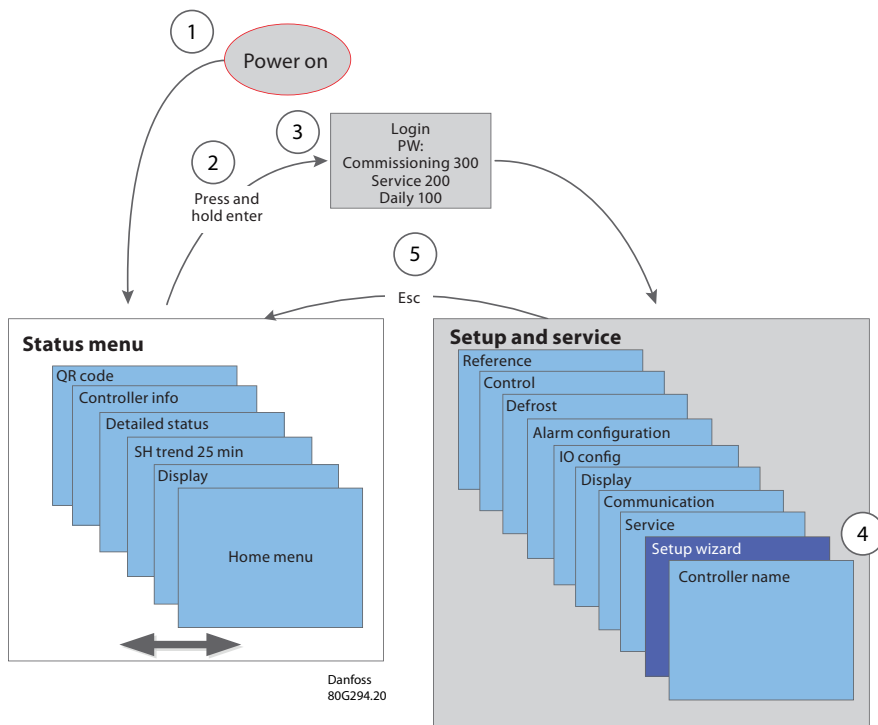 1
Power on
3
Login
PW:
Commissioning 300
Service 200
Daily 100
2
Press and
hold enter
5
Esc
Status menu
QR code
Controller info
Detailed status
SH trend 25 min
Display
Home menu
Setup and service
Reference
Control
Defrost
Alarm configuration
IO config
Display
Communication
Service
4
Setup wizard
Controller name
Danfoss
80G294.20